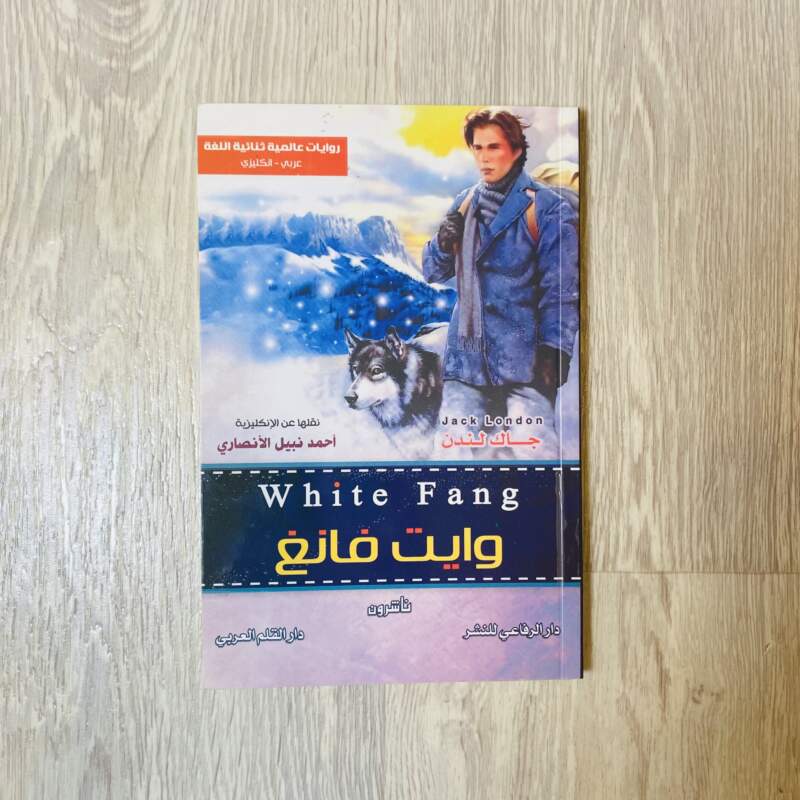 روايات عالمية ثنائية اللغة
عربي - انكليزي
Jack London
جاك لندن
نقلها عن الإنكليزية
أحمد نبيل الأنصاري
White Fang
وايت فانغ
ناشرون
دار الرفاعي للنشر
دار القلم العربي